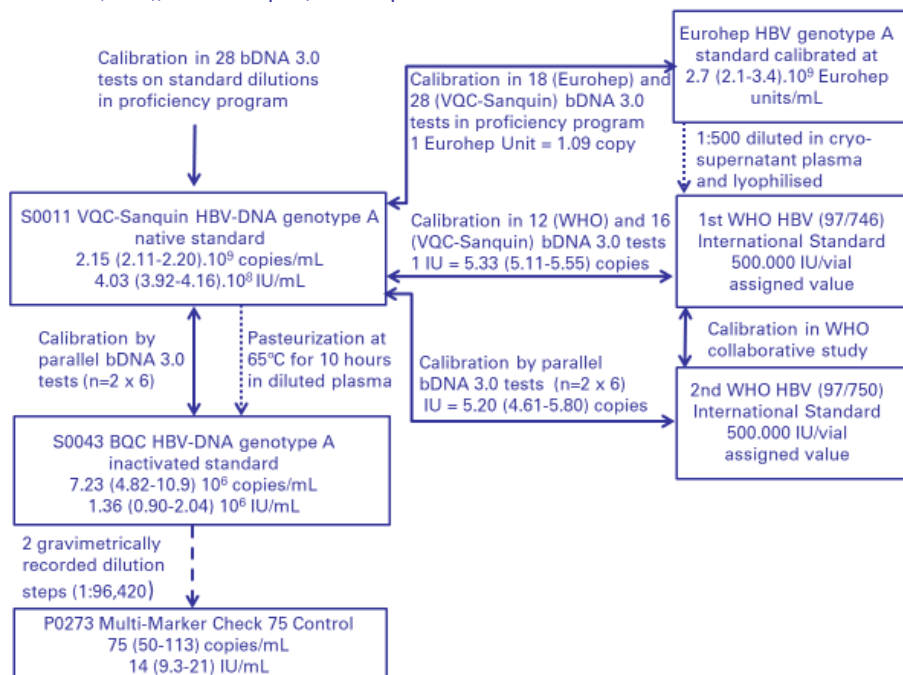 Calibration in 28 bDNA 3.0
tests on standard dilutions
in proficiency program
Calibration in 18 (Eurohep) and
28 (VQC-Sanquin) bDNA 3.0
tests in proficiency program
1 Eurohep Unit = 1.09 copy
Eurohep HBV genotype A
standard calibrated at
2.7 (2.1-3.4).10⁹ Eurohep
units/mL
1:500 diluted in cryo-
supernatant plasma
and lyophilised
S0011 VQC-Sanquin HBV-DNA genotype A
native standard
2.15 (2.11-2.20).10⁹ copies/mL
4.03 (3.92-4.16).10⁸ IU/mL
Calibration in 12 (WHO) and 16
(VQC-Sanquin) bDNA 3.0 tests
1 IU = 5.33 (5.11-5.55) copies
1st WHO HBV (97/746)
International Standard
500.000 IU/vial
assigned value
Calibration by
parallel bDNA 3.0
tests (n=2 x 6)
Pasteurization at
65ºC for 10 hours
in diluted plasma
Calibration by parallel
bDNA 3.0 tests (n=2 x 6)
IU = 5.20 (4.61-5.80) copies
Calibration in WHO
collaborative study
2nd WHO HBV (97/750)
International Standard
500.000 IU/vial
assigned value
S0043 BQC HBV-DNA genotype A
inactivated standard
7.23 (4.82-10.9) 10⁶ copies/mL
1.36 (0.90-2.04) 10⁶ IU/mL
2 gravimetrically
recorded dilution
steps (1:96,420)
P0273 Multi-Marker Check 75 Control
75 (50-113) copies/mL
14 (9.3-21) IU/mL